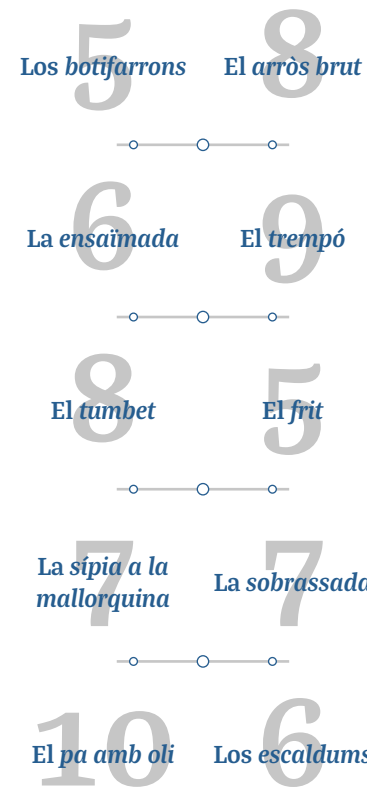 5
Los botifarrons
8
El arròs brut
6
La ensaïmada
9
El trempó
8
El tumbet
5
El frit
7
La sípia a la
mallorquina
7
La sobrassada
10
El pa amb oli
6
Los escaldums